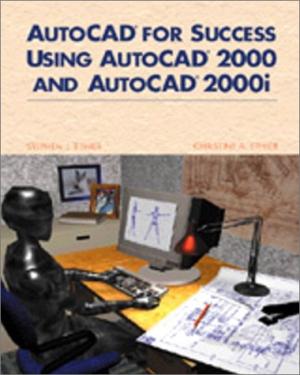 AUTOCAD® FOR SUCCESS
USING AUTOCAD® 2000
AND AUTOCAD® 2000i
STEPHEN J. ETHIER
CHRISTINE A. ETHIER